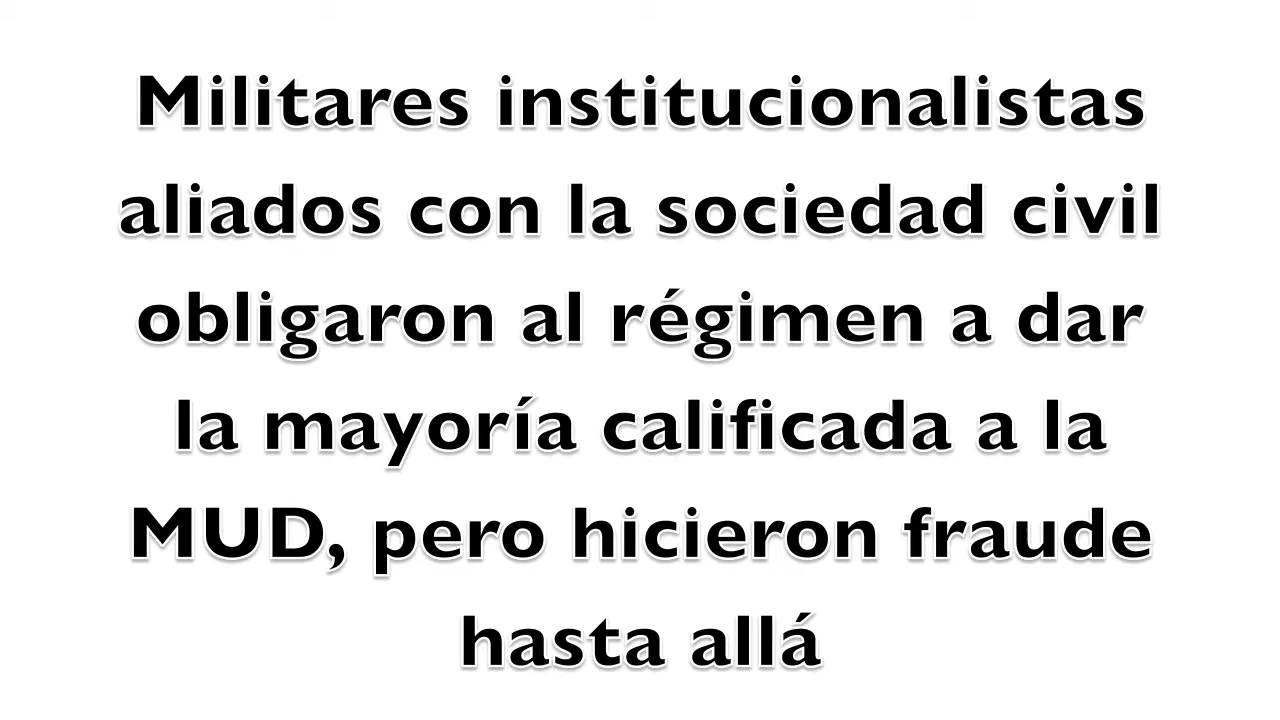 Militares institucionalistas
aliados con la sociedad civil
obligaron al régimen a dar
la mayoría calificada a la
MUD, pero hicieron fraude
hasta allá